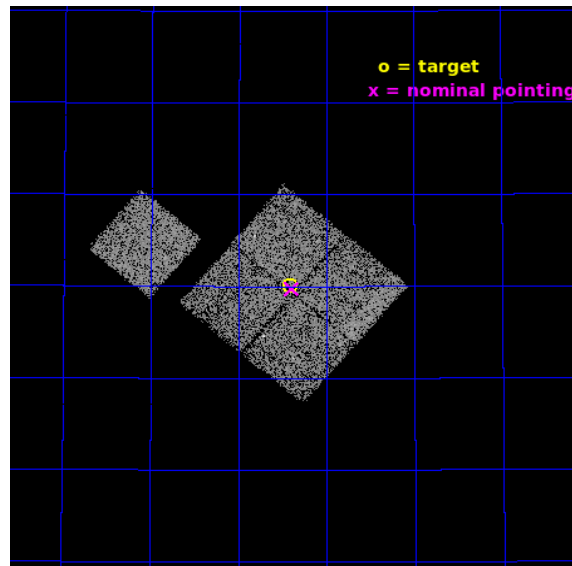 o = target
x = nominal pointing